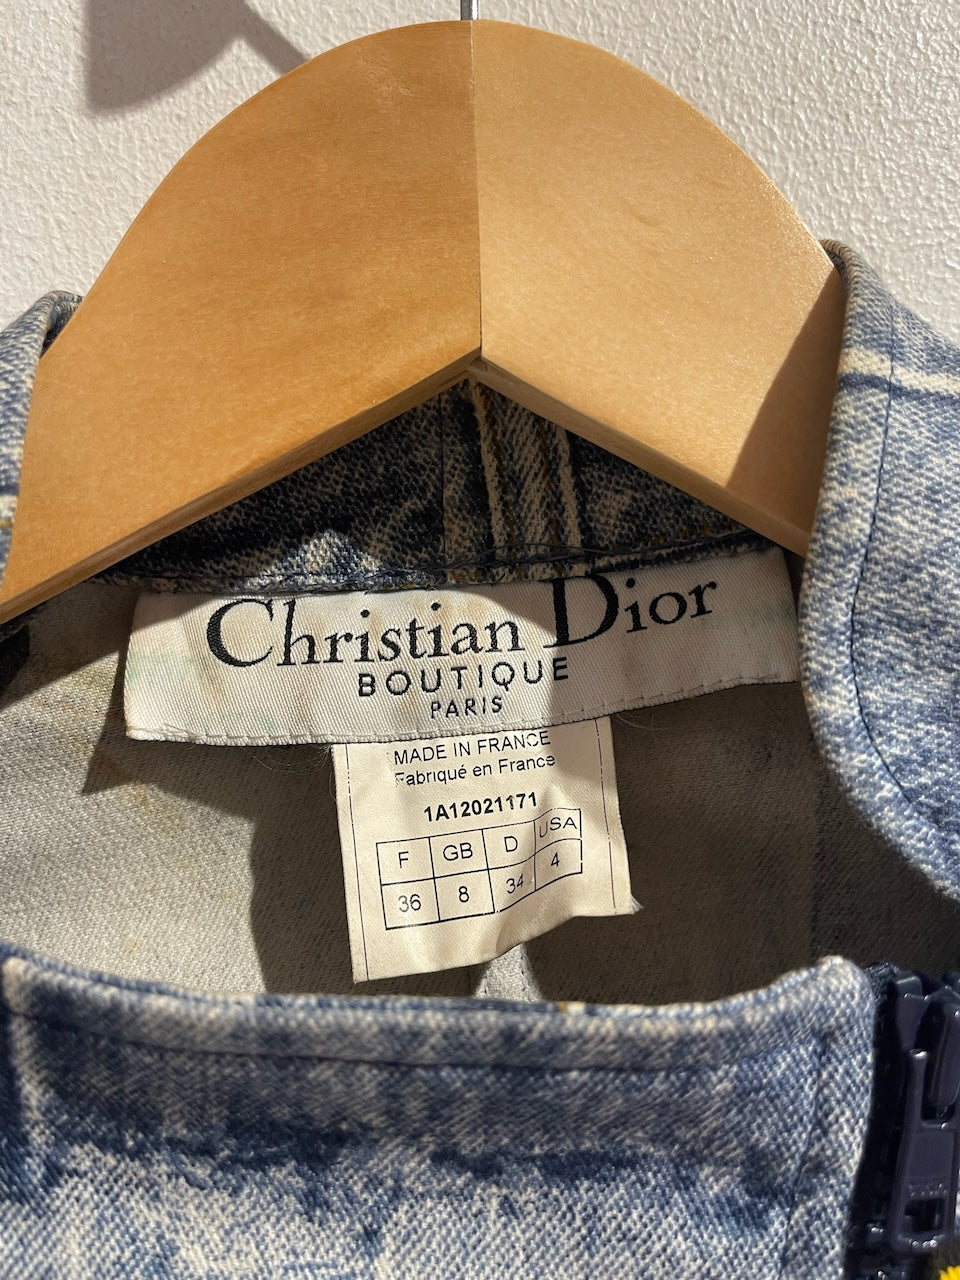 Christian Dior
BOUTIQUE
PARIS
MADE IN FRANCE
Fabriqué en France
1A12021171
F GB D USA
36 8 34 4